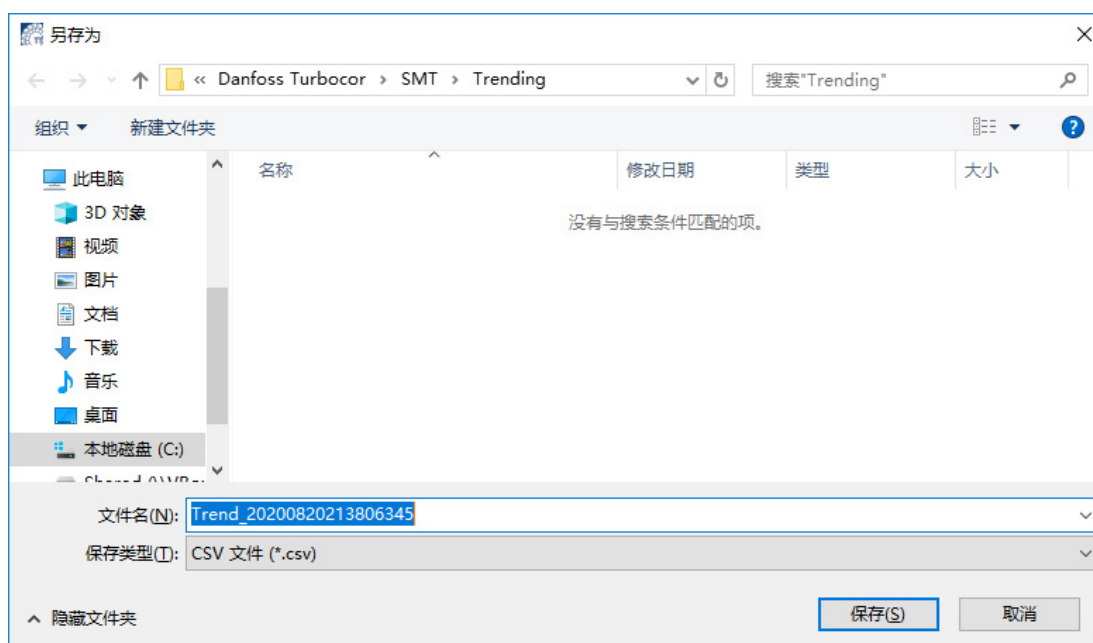 另存为
« Danfoss Turbocor › SMT › Trending
搜索"Trending"
组织
新建文件夹
名称
修改日期
类型
大小
没有与搜索条件匹配的项。
此电脑
3D 对象
视频
图片
文档
下载
音乐
桌面
本地磁盘 (C:)
文件名(N):
Trend_20200820213806345
保存类型(T):
CSV 文件 (*.csv)
隐藏文件夹
保存(S)
取消